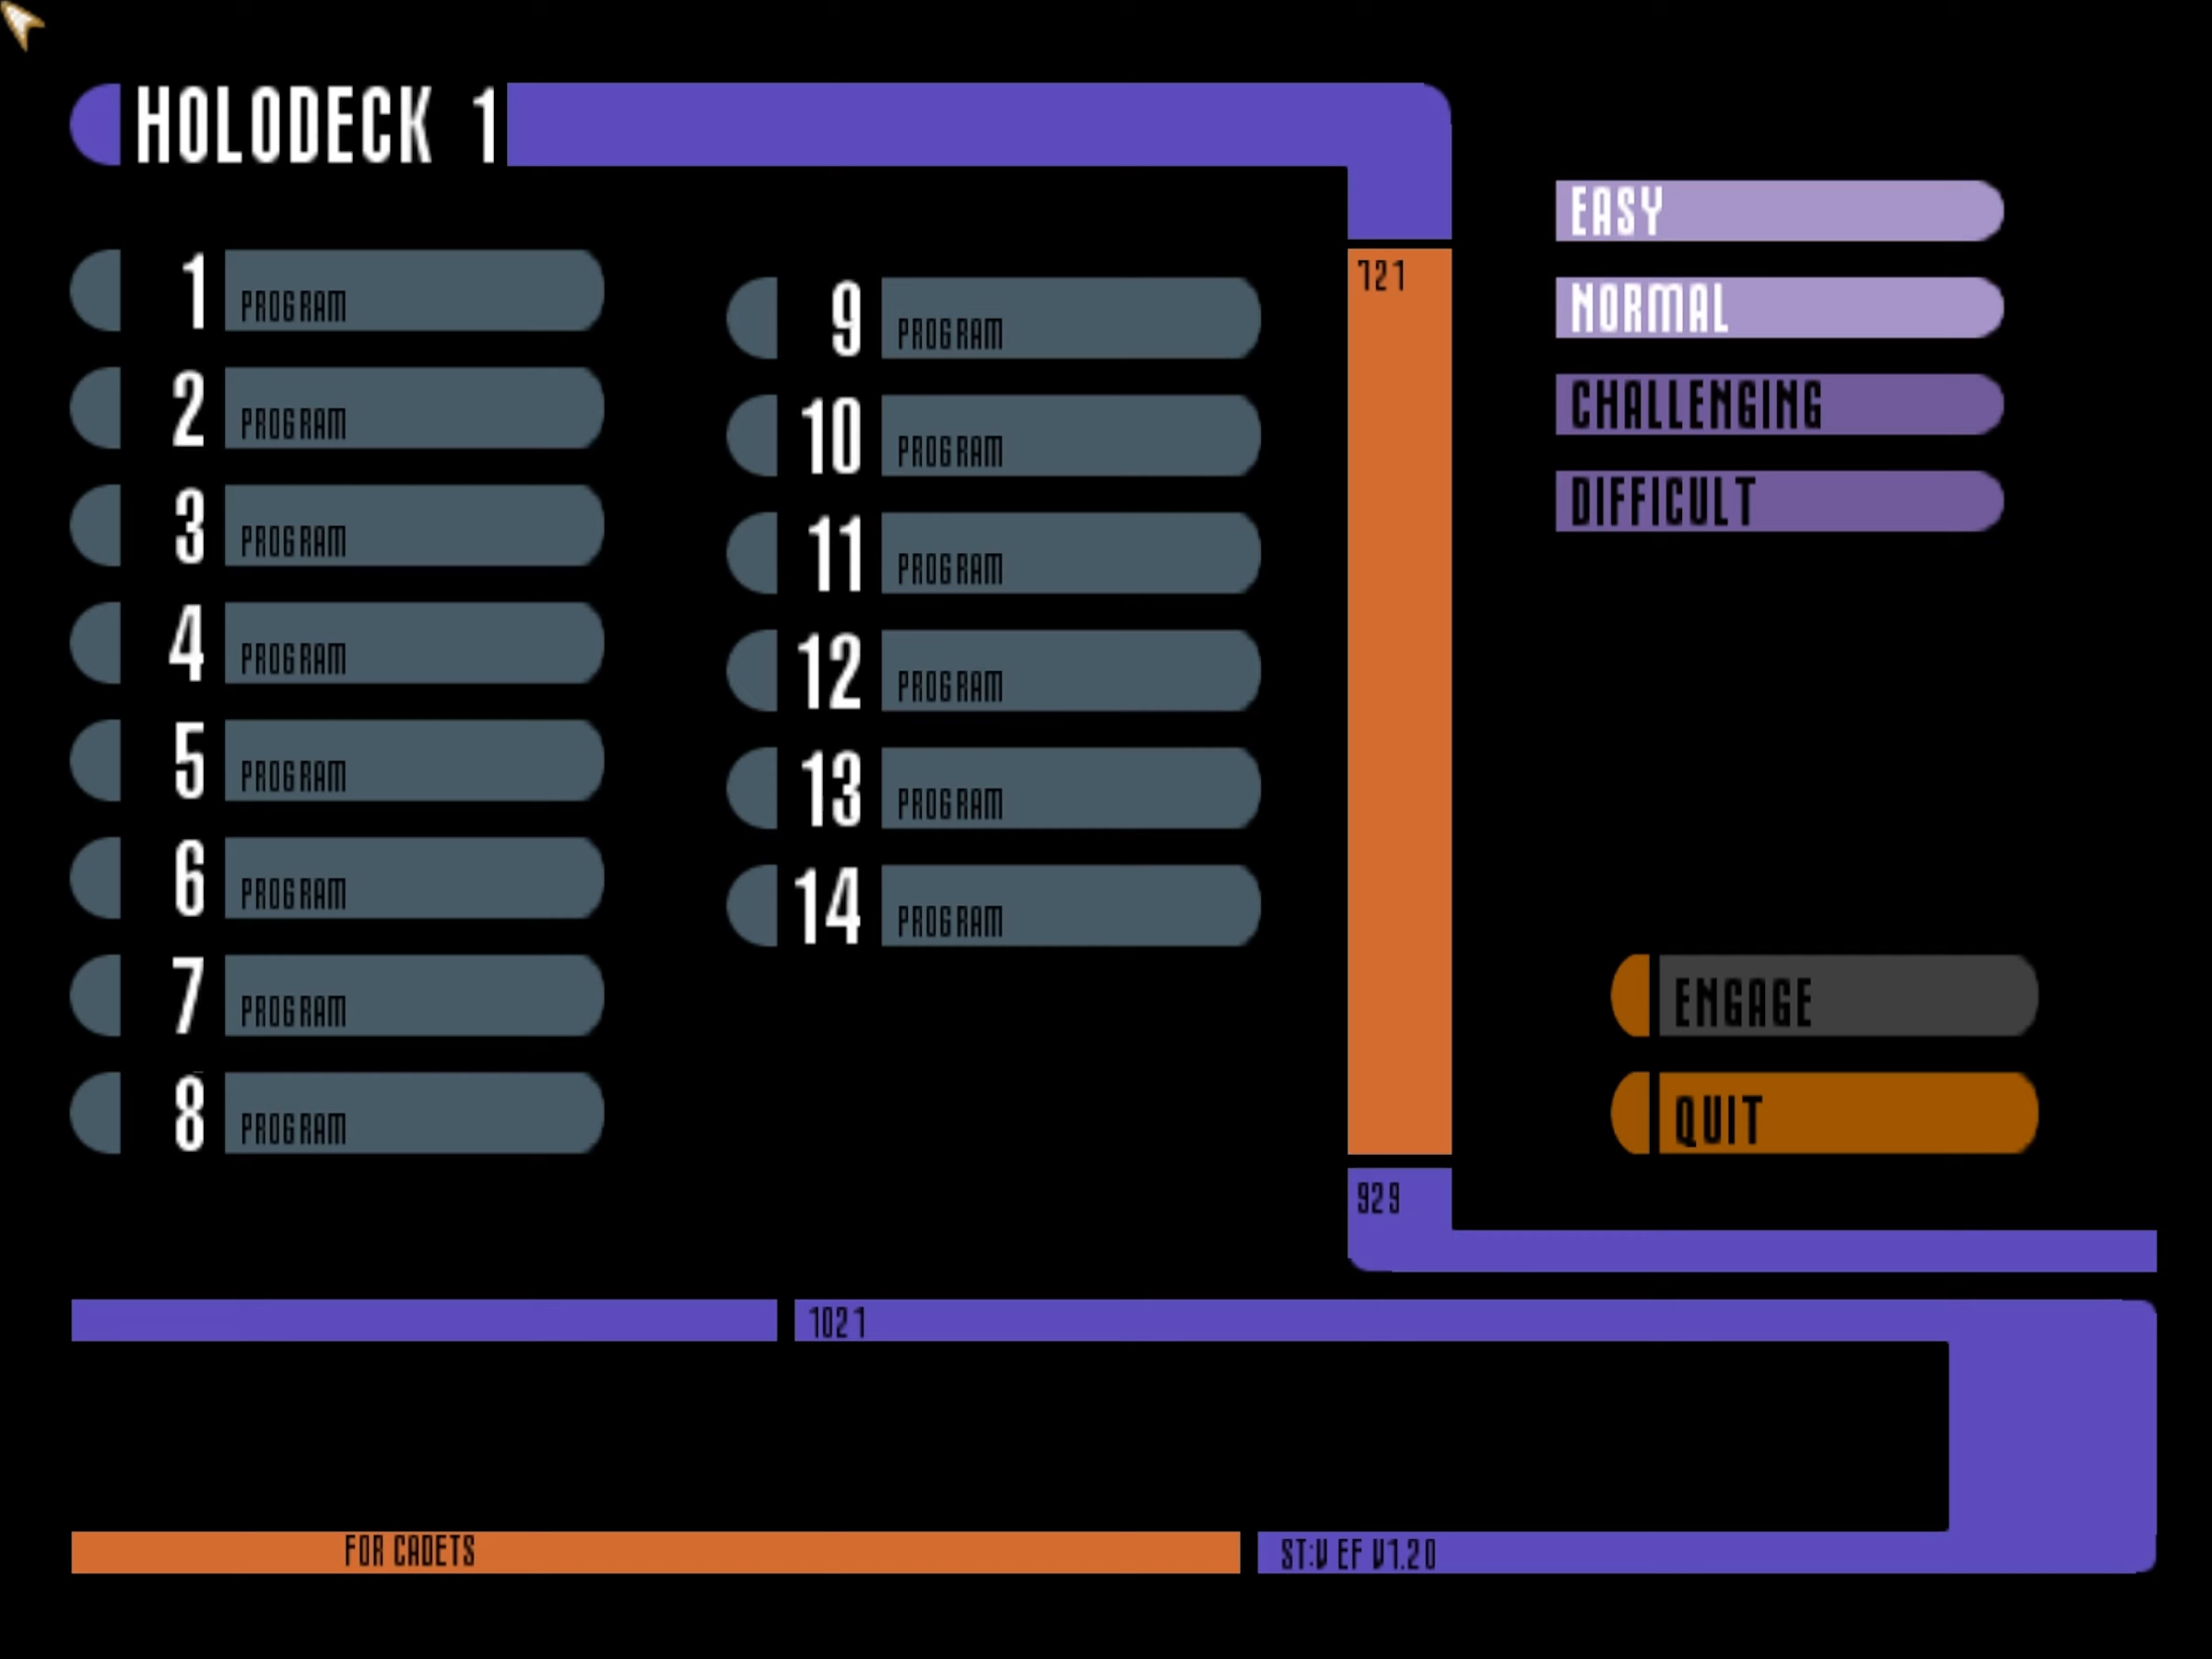 HOLODECK 1
1 PROGRAM
2 PROGRAM
3 PROGRAM
4 PROGRAM
5 PROGRAM
6 PROGRAM
7 PROGRAM
8 PROGRAM
9 PROGRAM
10 PROGRAM
11 PROGRAM
12 PROGRAM
13 PROGRAM
14 PROGRAM
721
929
EASY
NORMAL
CHALLENGING
DIFFICULT
ENGAGE
QUIT
1021
FOR CADETS
ST:V EF V1.20